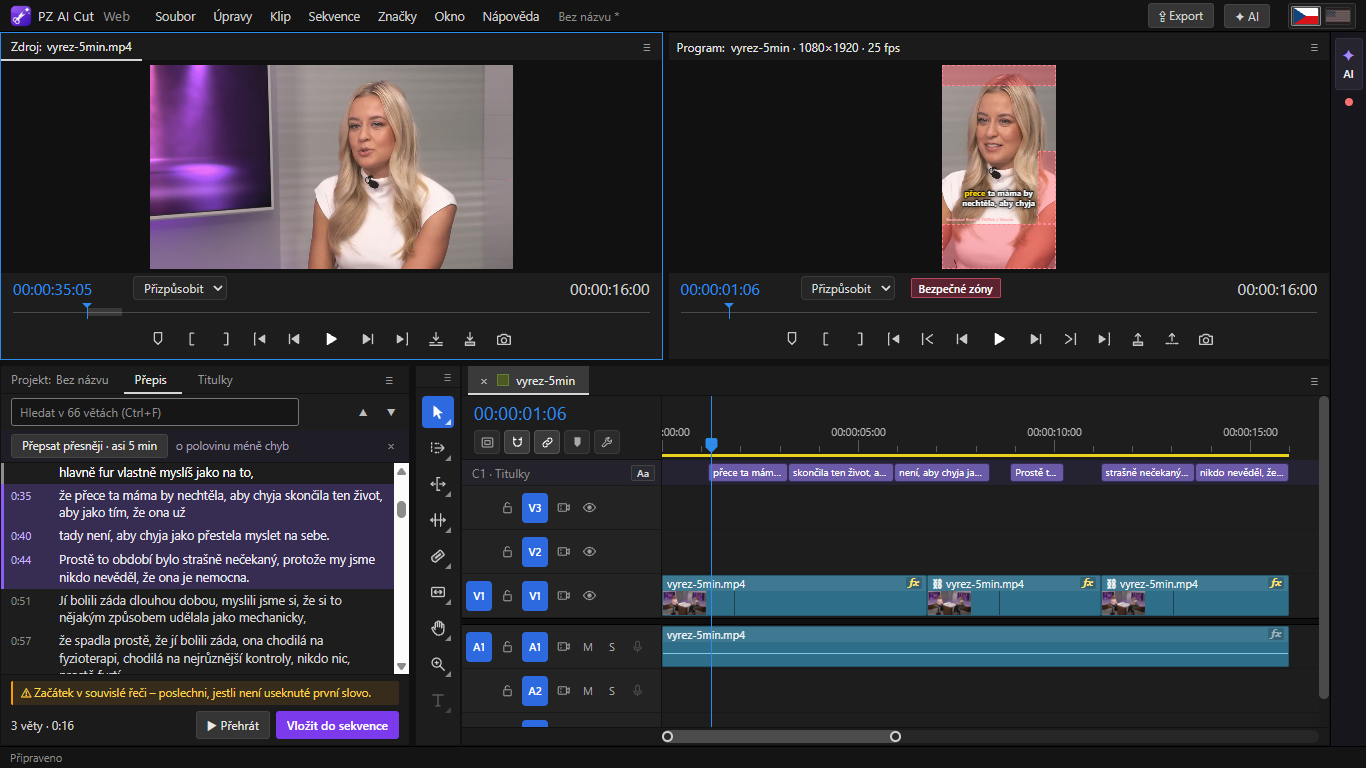 PZ AI Cut Web
Soubor Úpravy Klip Sekvence Značky Okno Nápověda Bez názvu *
Export AI
Zdroj: vyrez-5min.mp4
Program: vyrez-5min · 1080×1920 · 25 fps
AI
přece ta máma by
nechtěla, aby chyja
00:00:35:05 Přizpůsobit 00:00:16:00
00:00:01:06 Přizpůsobit Bezpečné zóny 00:00:16:00
Projekt: Bez názvu Přepis Titulky
Hledat v 66 větách (Ctrl+F)
Přepsat přesněji · asi 5 min o polovinu méně chyb ×
hlavně fur vlastně myslíš jako na to,
0:35 že přece ta máma by nechtěla, aby chyja skončila ten život,
aby jako tím, že ona už
0:40 tady není, aby chyja jako přestela myslet na sebe.
0:44 Prostě to období bylo strašně nečekaný, protože my jsme
nikdo nevěděl, že ona je nemocna.
0:51 Jí bolili záda dlouhou dobou, myslili jsme si, že si to
nějakým způsobem udělala jako mechanicky,
0:57 že spadla prostě, že jí bolili záda, ona chodilá na
fyzioterapi, chodilá na nejrůznější kontroly, nikdo nic,
⚠ Začátek v souvislé řeči – poslechni, jestli není useknuté první slovo.
3 věty · 0:16 Přehrát Vložit do sekvence
Připraveno
× vyrez-5min
00:00:01:06
:00:00 00:00:05:00 00:00:10:00 00:00:15:00
C1 · Titulky Aa
přece ta mám... skončila ten život, a... není, aby chyja ja... Prostě t... strašně nečekaný... nikdo nevěděl, že...
V3
V2
V1 V1
vyrez-5min.mp4 fx vyrez-5min.mp4 fx vyrez-5min.mp4 fx
A1 A1 M S
vyrez-5min.mp4 fx
A2 M S
T